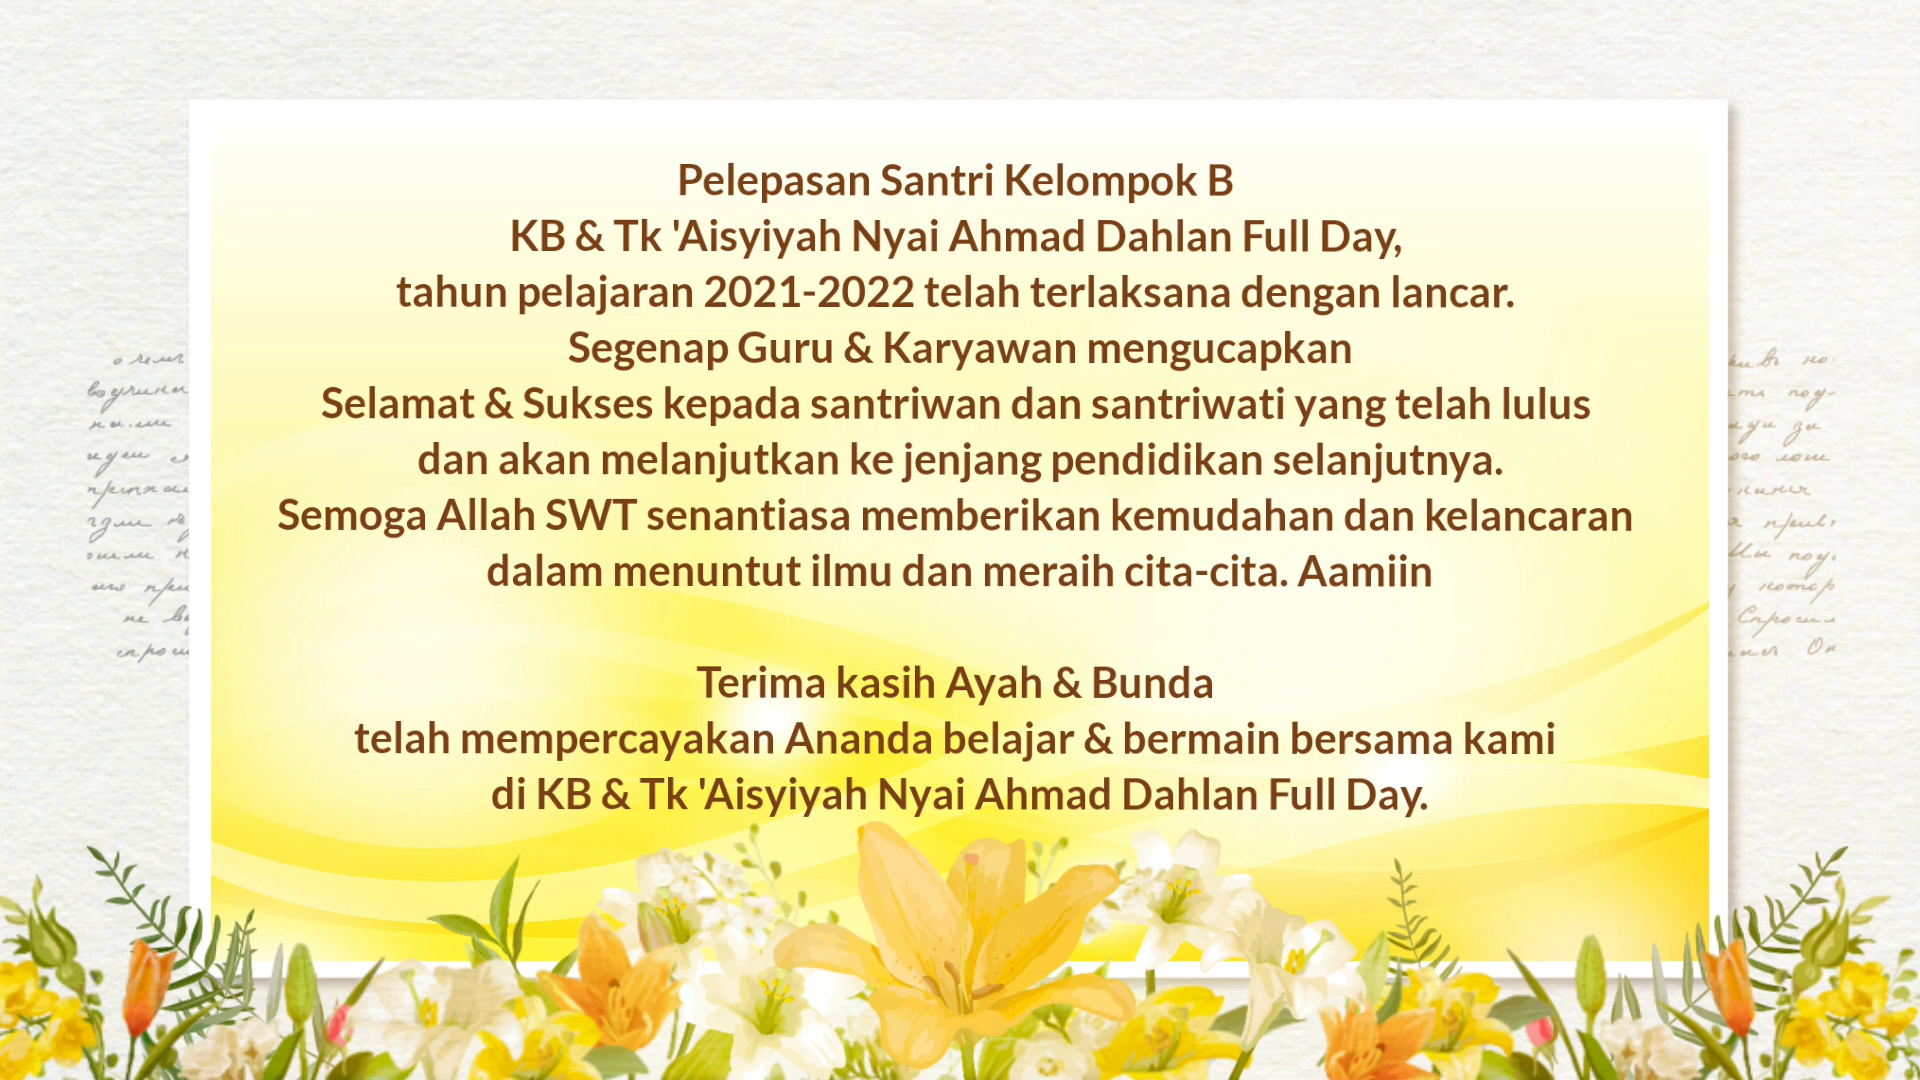 Pelepasan Santri Kelompok B
KB & Tk 'Aisyiyah Nyai Ahmad Dahlan Full Day,
tahun pelajaran 2021-2022 telah terlaksana dengan lancar.
Segenap Guru & Karyawan mengucapkan
Selamat & Sukses kepada santriwan dan santriwati yang telah lulus
dan akan melanjutkan ke jenjang pendidikan selanjutnya.
Semoga Allah SWT senantiasa memberikan kemudahan dan kelancaran
dalam menuntut ilmu dan meraih cita-cita. Aamiin
Terima kasih Ayah & Bunda
telah mempercayakan Ananda belajar & bermain bersama kami
di KB & Tk 'Aisyiyah Nyai Ahmad Dahlan Full Day.